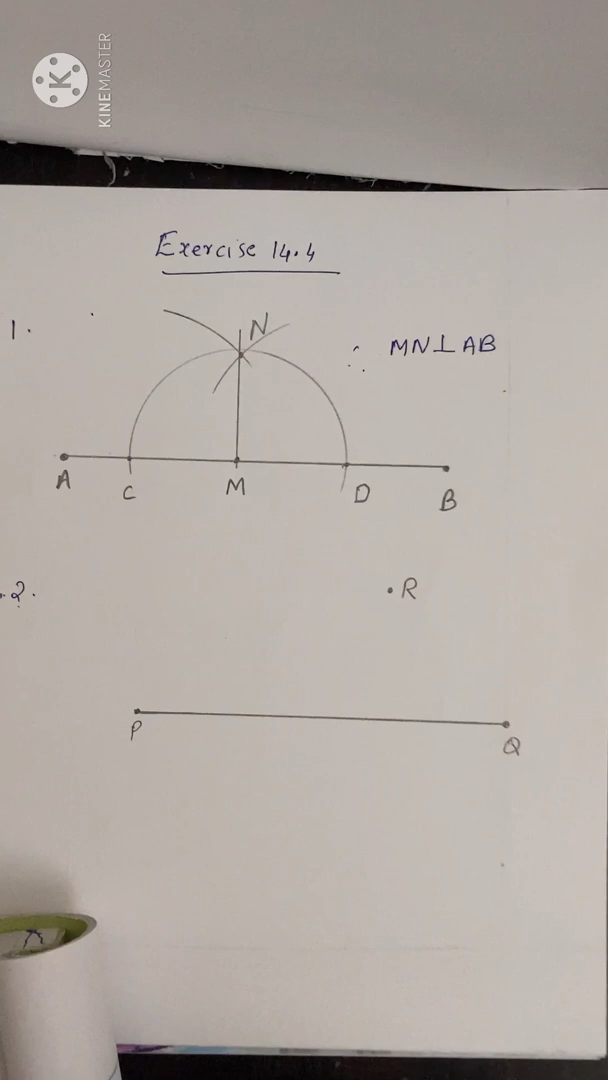 KINEMASTER
Exercise 14.4
1.
N
∴ MN⊥AB
A
C
M
D
B
2.
R
P
Q